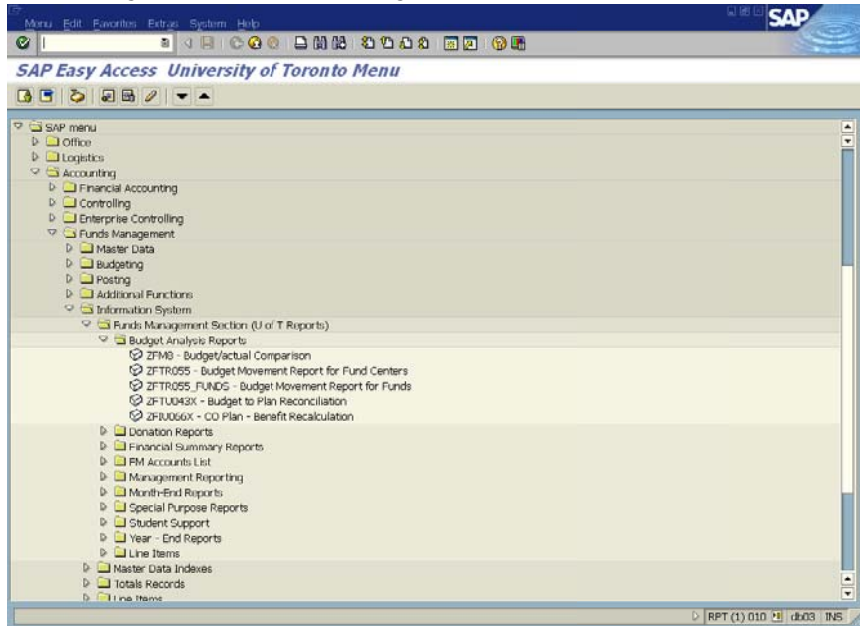 Menu Edit Favorites Extras System Help
SAP
SAP Easy Access University of Toronto Menu
SAP menu
Office
Logistics
Accounting
Financial Accounting
Controlling
Enterprise Controlling
Funds Management
Master Data
Budgeting
Posting
Additional Functions
Information System
Funds Management Section (U of T Reports)
Budget Analysis Reports
ZFM8 - Budget/actual Comparison
ZFTR055 - Budget Movement Report for Fund Centers
ZFTR055_FUNDS - Budget Movement Report for Funds
ZFTU043X - Budget to Plan Reconciliation
ZFIU066X - CO Plan - Benefit Recalculation
Donation Reports
Financial Summary Reports
FM Accounts List
Management Reporting
Month-End Reports
Special Purpose Reports
Student Support
Year - End Reports
Line Items
Master Data Indexes
Totals Records
Line Items
RPT (1) 010 db03 INS